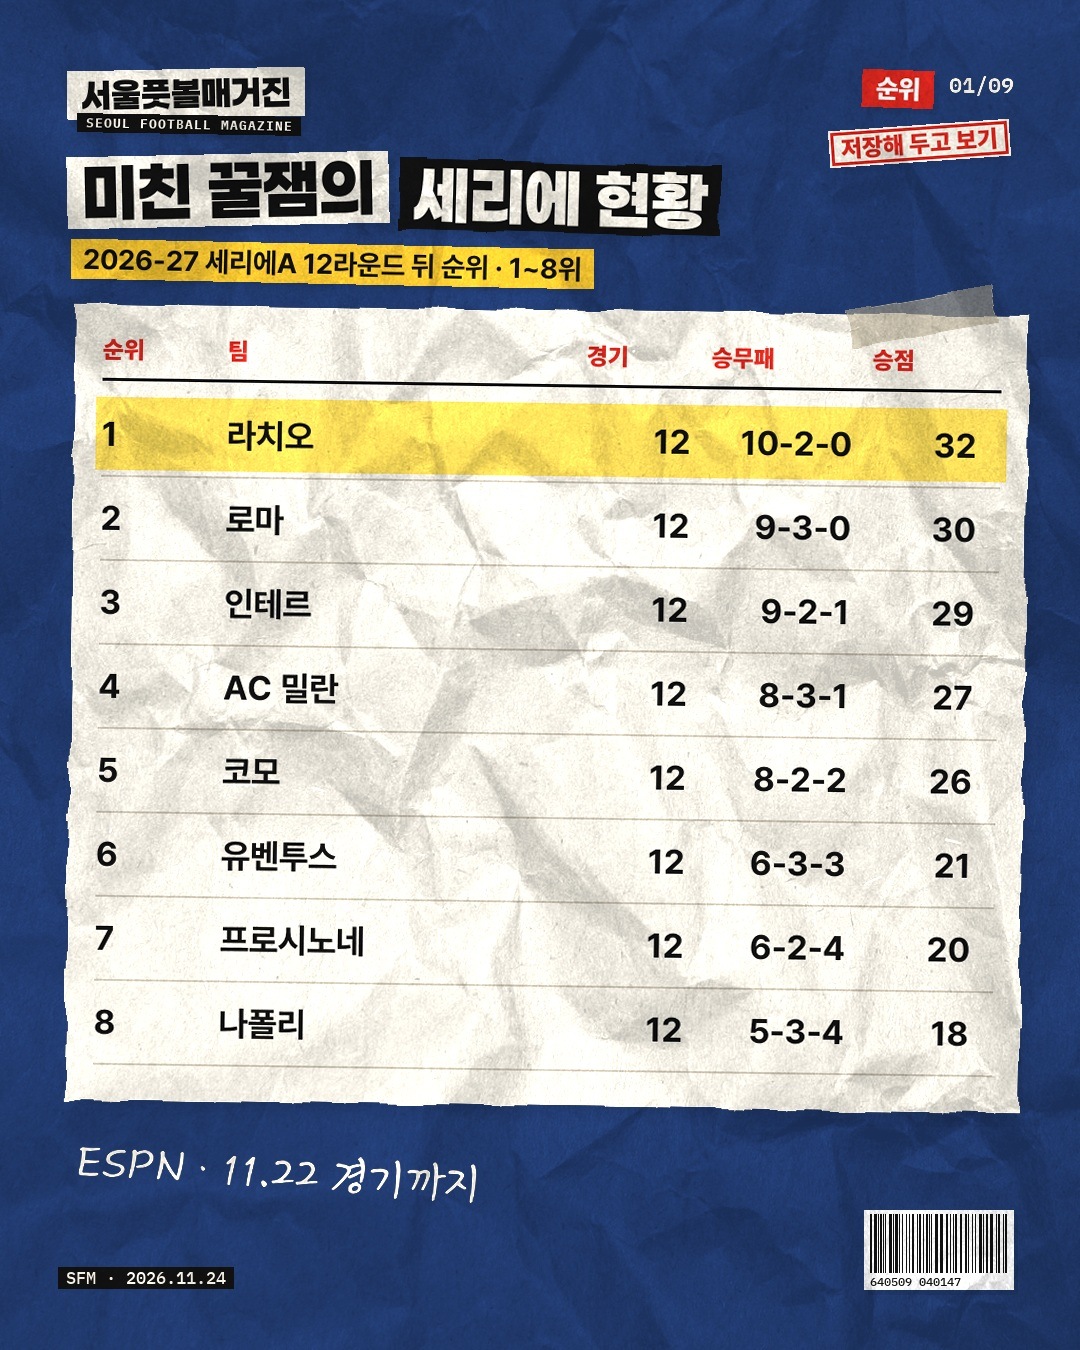 서울풋볼매거진
SEOUL FOOTBALL MAGAZINE
순위 01/09
저장해 두고 보기
미친 꿀잼의 세리에 현황
2026-27 세리에A 12라운드 뒤 순위 · 1~8위
순위 팀 경기 승무패 승점
1 라치오 12 10-2-0 32
2 로마 12 9-3-0 30
3 인테르 12 9-2-1 29
4 AC 밀란 12 8-3-1 27
5 코모 12 8-2-2 26
6 유벤투스 12 6-3-3 21
7 프로시노네 12 6-2-4 20
8 나폴리 12 5-3-4 18
ESPN · 11.22 경기까지
SFM · 2026.11.24
640509 040147